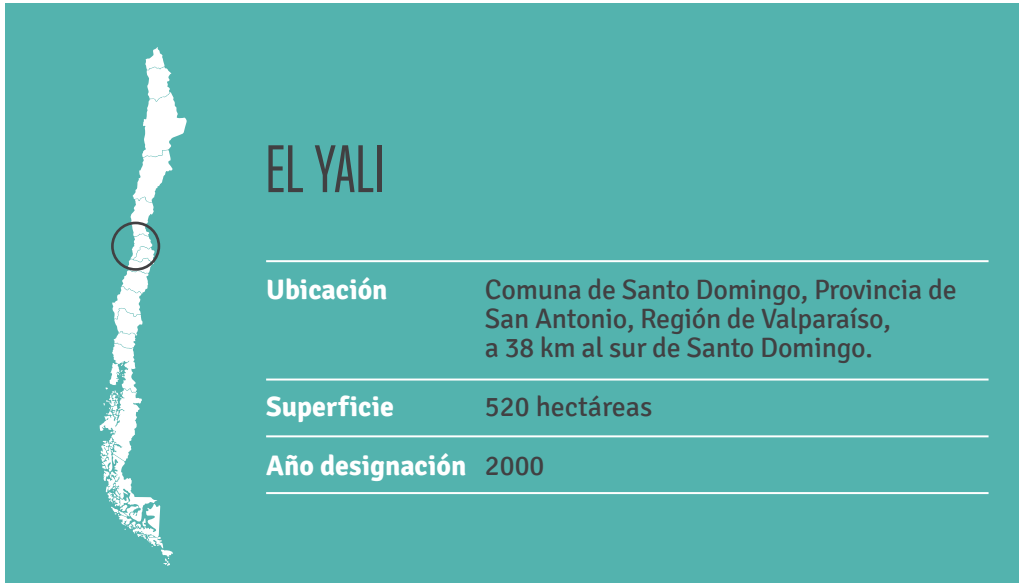 EL YALI
Ubicación
Comuna de Santo Domingo, Provincia de
San Antonio, Región de Valparaíso,
a 38 km al sur de Santo Domingo.
Superficie
520 hectáreas
Año designación
2000